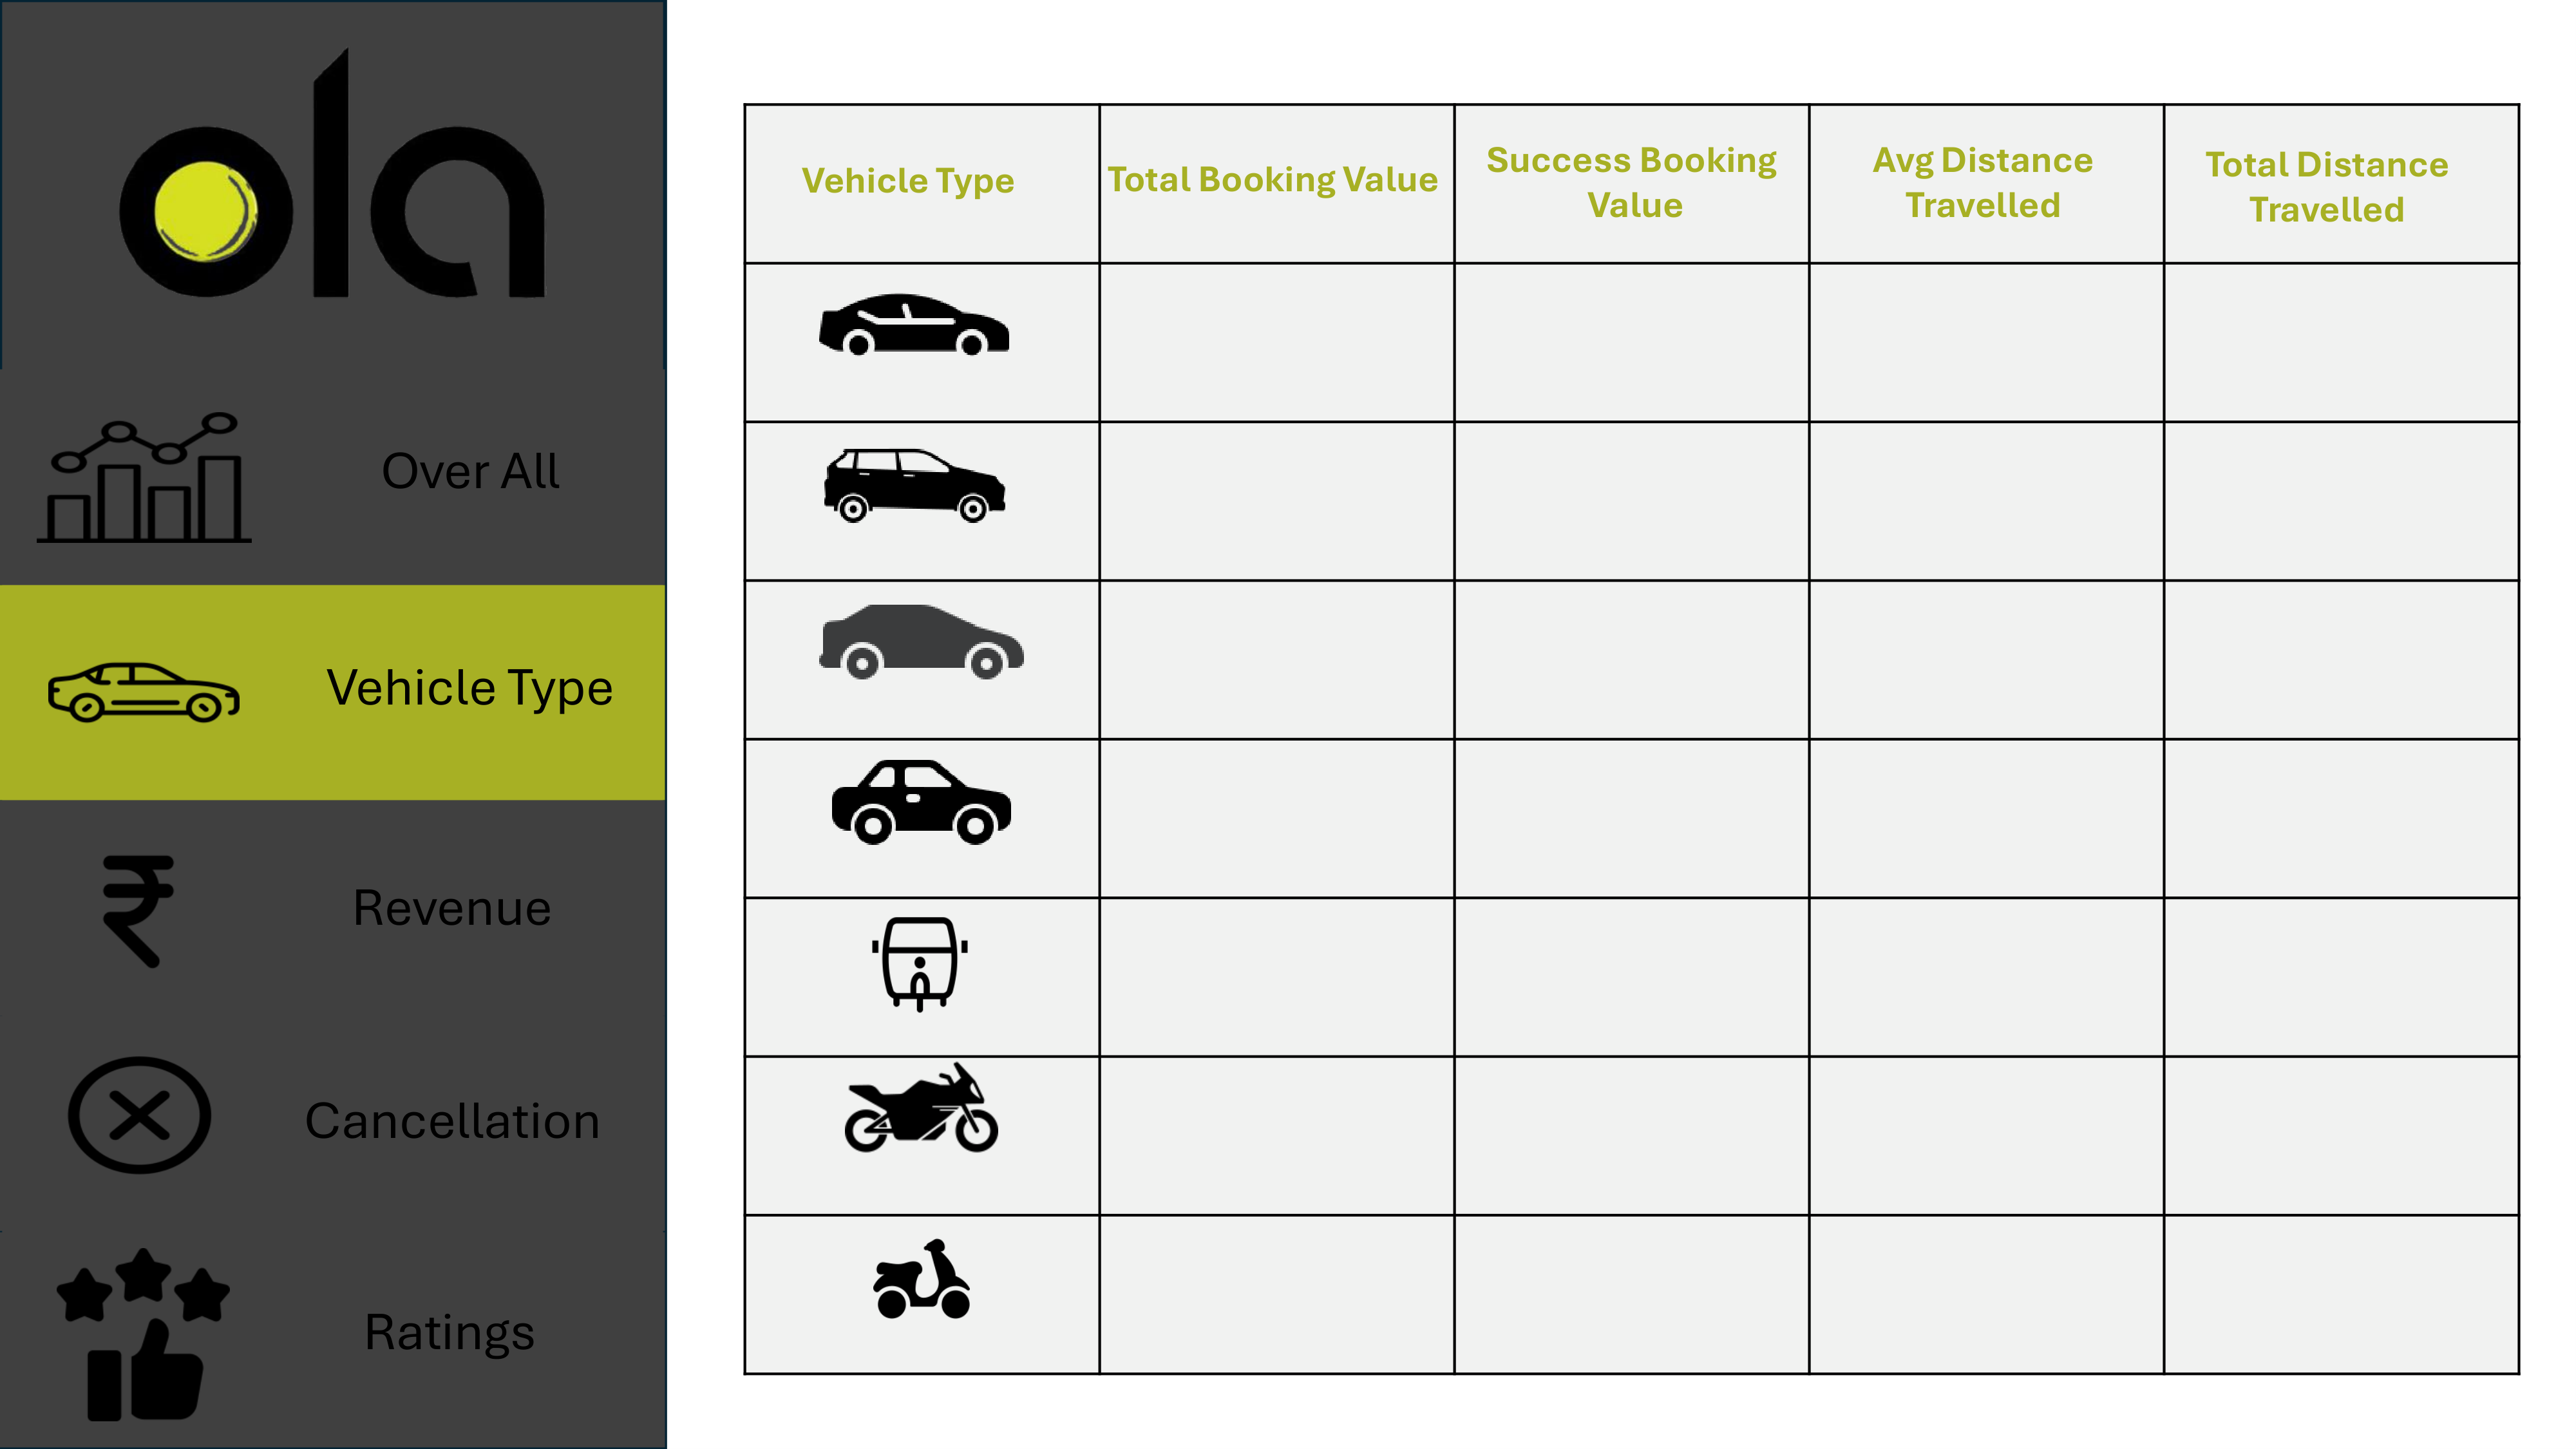 ola
Over All
Vehicle Type
Revenue
Cancellation
Ratings
Vehicle Type
Total Booking Value
Success Booking
Value
Avg Distance
Travelled
Total Distance
Travelled